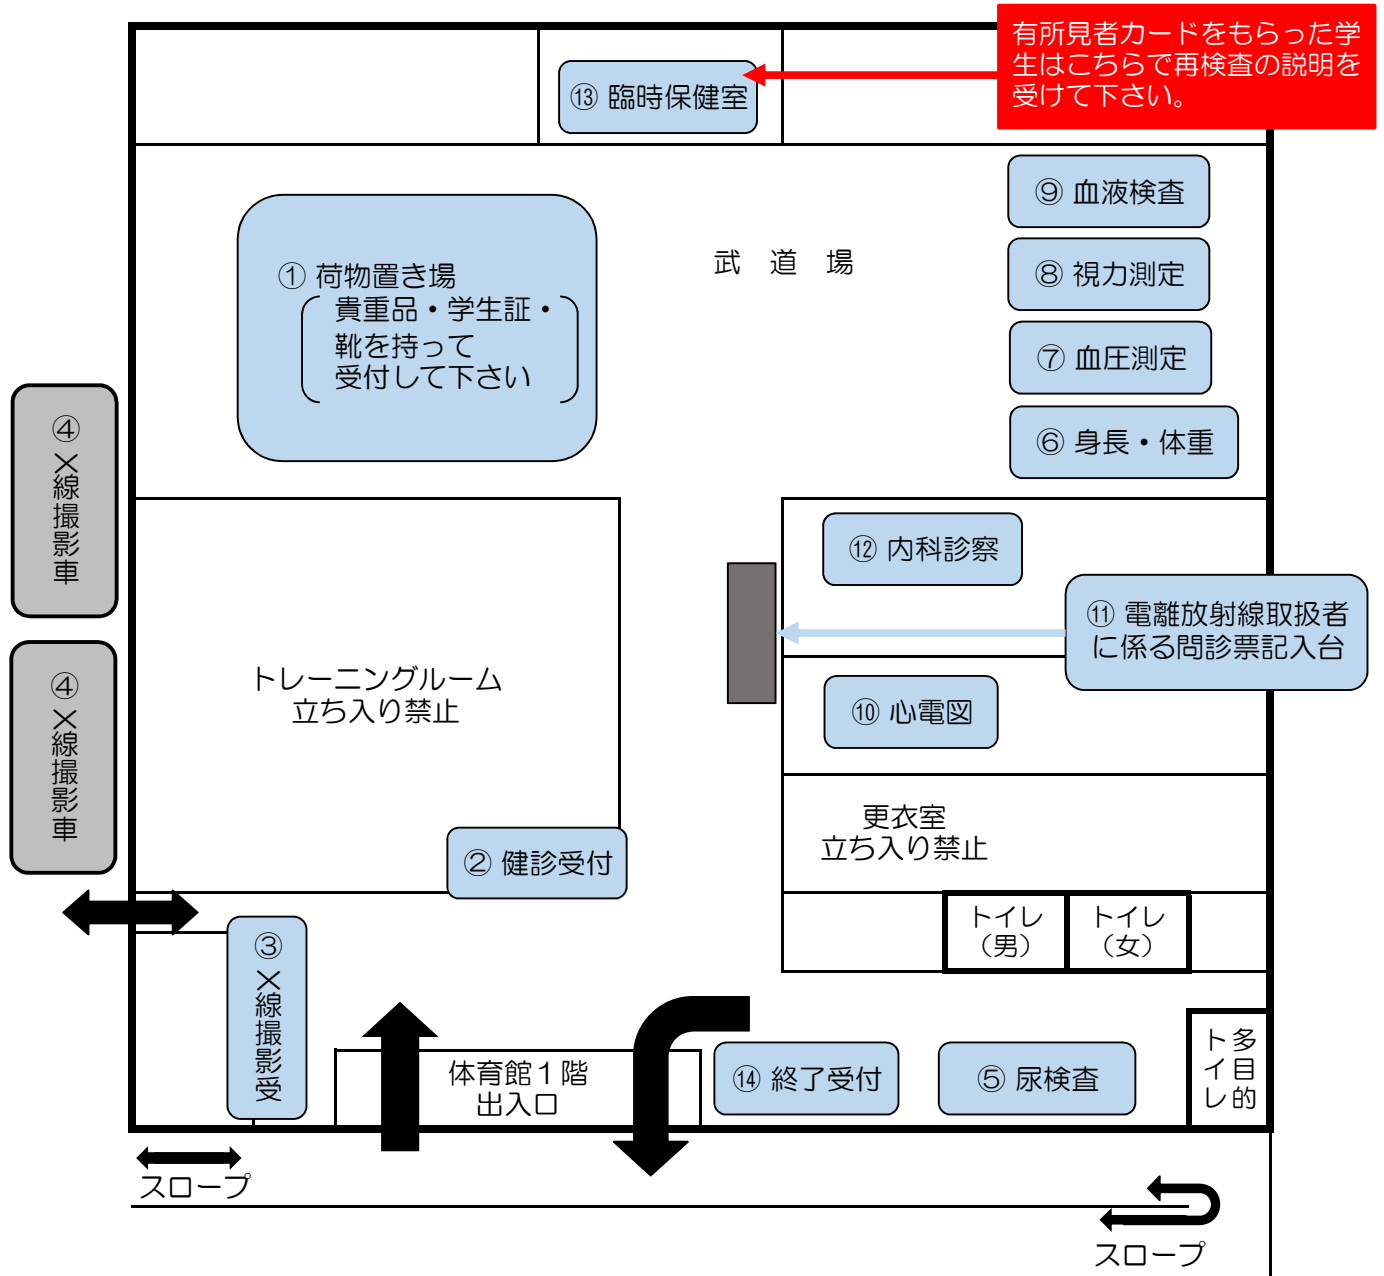 有所見者カードをもらった学
生はこちらで再検査の説明を
受けて下さい。
⑬ 臨時保健室
⑨ 血液検査
① 荷物置き場
貴重品・学生証・
靴を持って
受付して下さい
武 道 場
⑧ 視力測定
⑦ 血圧測定
⑥ 身長・体重
④X線撮影車
⑫ 内科診察
⑪ 電離放射線取扱者
に係る問診票記入台
④X線撮影車
トレーニングルーム
立ち入り禁止
⑩ 心電図
更衣室
立ち入り禁止
② 健診受付
トイレ
（男）
トイレ
（女）
③X線撮影受
体育館１階
出入口
⑭ 終了受付
⑤ 尿検査
多目的
トイレ
スロープ
スロープ